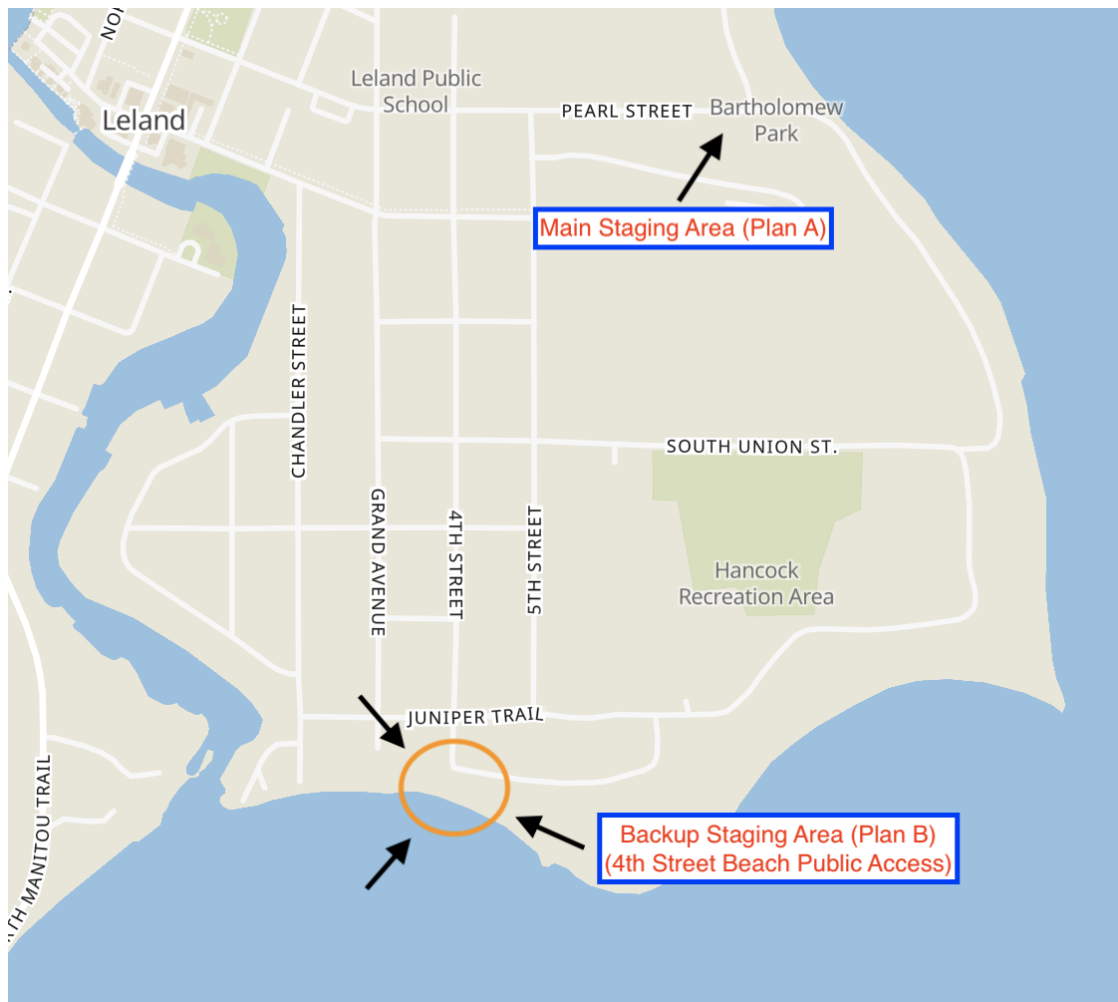 NOR
Leland Public
School
PEARL STREET
Bartholomew
Park
Leland
Main Staging Area (Plan A)
CHANDLER STREET
SOUTH UNION ST.
GRAND AVENUE
4TH STREET
5TH STREET
Hancock
Recreation Area
JUNIPER TRAIL
RTH MANITOU TRAIL
Backup Staging Area (Plan B)
(4th Street Beach Public Access)